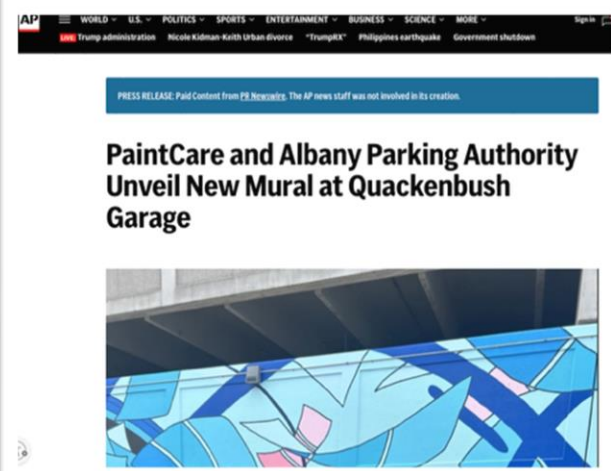 AP
WORLD U.S. POLITICS SPORTS ENTERTAINMENT BUSINESS SCIENCE MORE Sign in
LIVE: Trump administration Nicole Kidman-Keith Urban divorce "TrumpRX" Philippines earthquake Government shutdown
PRESS RELEASE: Paid Content from PR Newswire. The AP news staff was not involved in its creation.
PaintCare and Albany Parking Authority
Unveil New Mural at Quackenbush
Garage